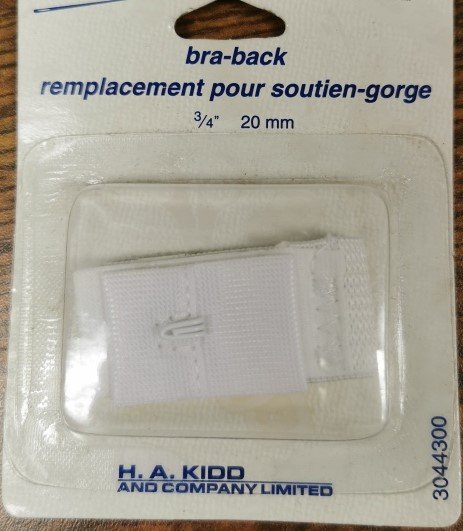 bra-back
remplacement pour soutien-gorge
3/4" 20 mm
H. A. KIDD
AND COMPANY LIMITED
3044300